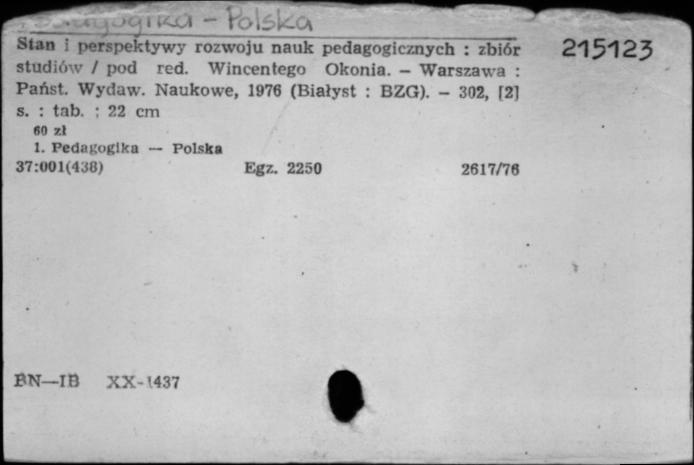 Pedagogika - Polska
Stan i perspektywy rozwoju nauk pedagogicznych : zbiór
215123
studiów / pod red. Wincentego Okonia. — Warszawa :
Państ. Wydaw. Naukowe, 1976 (Białyst : BZG). — 302, [2]
s. : tab. ; 22 cm
60 zł
1. Pedagogika — Polska
37:001(438) Egz. 2250 2617/76
BN—IB XX-1437